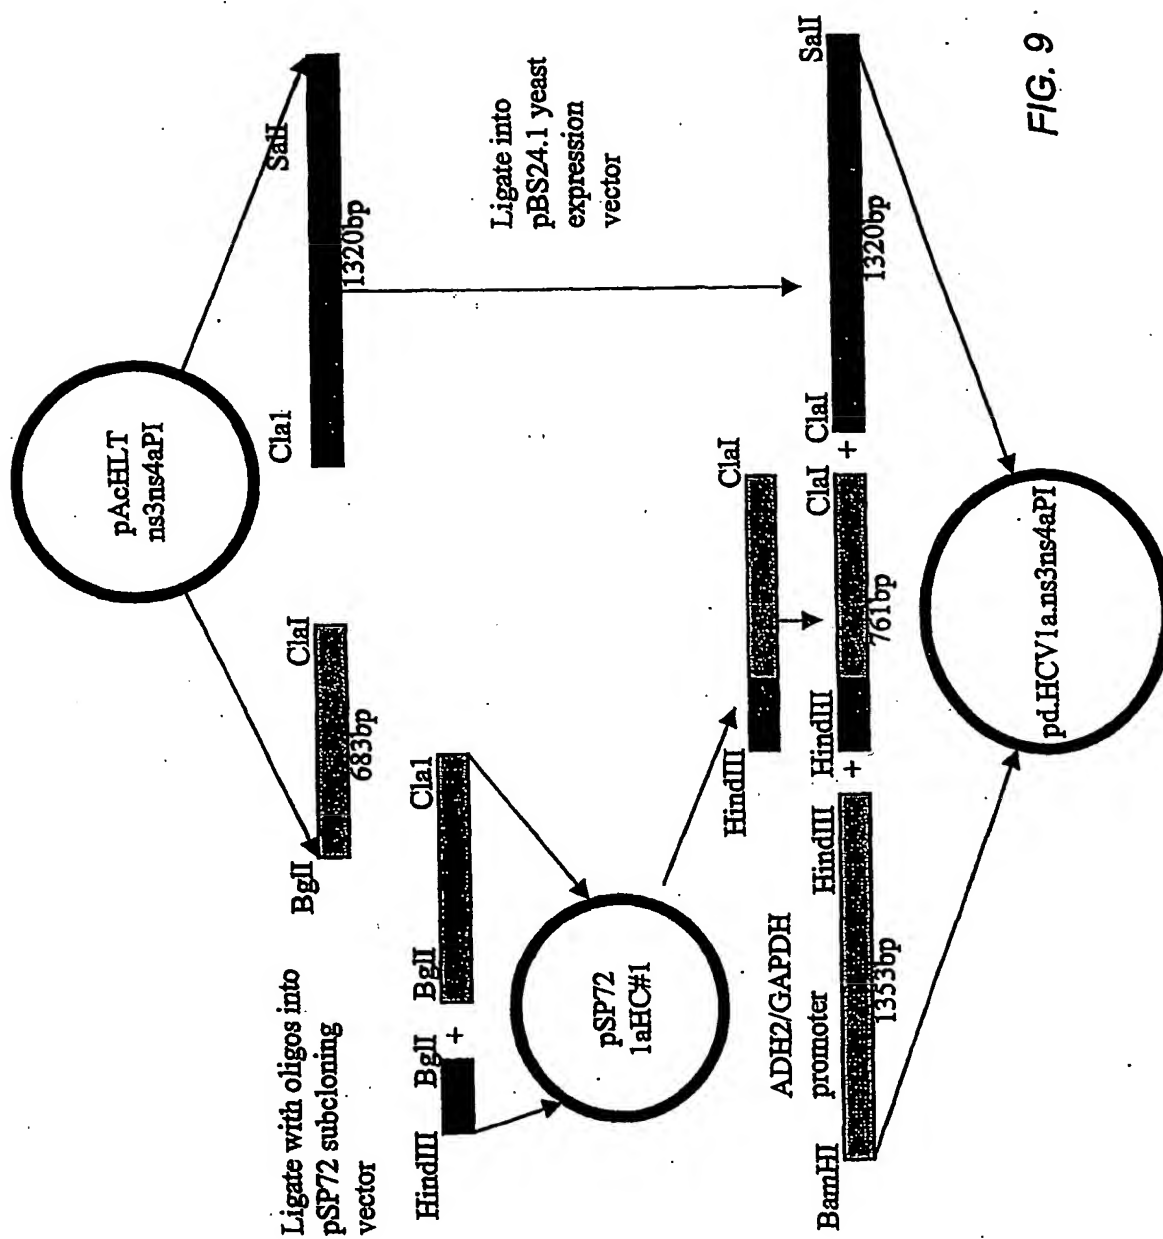 pAcHLT
ns3ns4aPI
BglI
ClaI
683bp
Cla1
SalI
1320bp
Ligate with oligos into
pSP72 subcloning
vector
HindIII
BglI
+
BglI
Cla1
pSP72
1aHC#1
HindIII
ClaI
Ligate into
pBS24.1 yeast
expression
vector
ADH2/GAPDH
promoter
BamHI
HindIII
1353bp
+
HindIII
ClaI
761bp
+
ClaI
SalI
1320bp
pd.HCV1a.ns3ns4aPI
FIG. 9